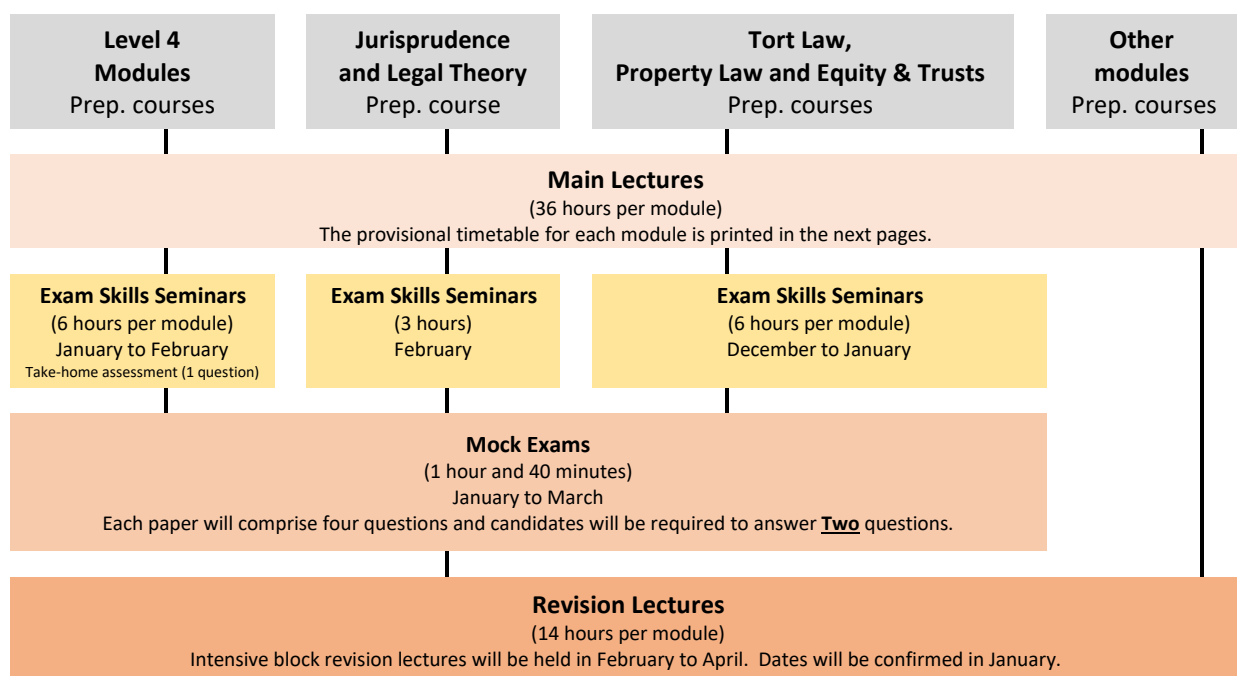 Level 4
Modules
Prep. courses
Jurisprudence
and Legal Theory
Prep. course
Tort Law,
Property Law and Equity & Trusts
Prep. courses
Other
modules
Prep. courses
Main Lectures
(36 hours per module)
The provisional timetable for each module is printed in the next pages.
Exam Skills Seminars
(6 hours per module)
January to February
Take-home assessment (1 question)
Exam Skills Seminars
(3 hours)
February
Exam Skills Seminars
(6 hours per module)
December to January
Mock Exams
(1 hour and 40 minutes)
January to March
Each paper will comprise four questions and candidates will be required to answer Two questions.
Revision Lectures
(14 hours per module)
Intensive block revision lectures will be held in February to April.  Dates will be confirmed in January.